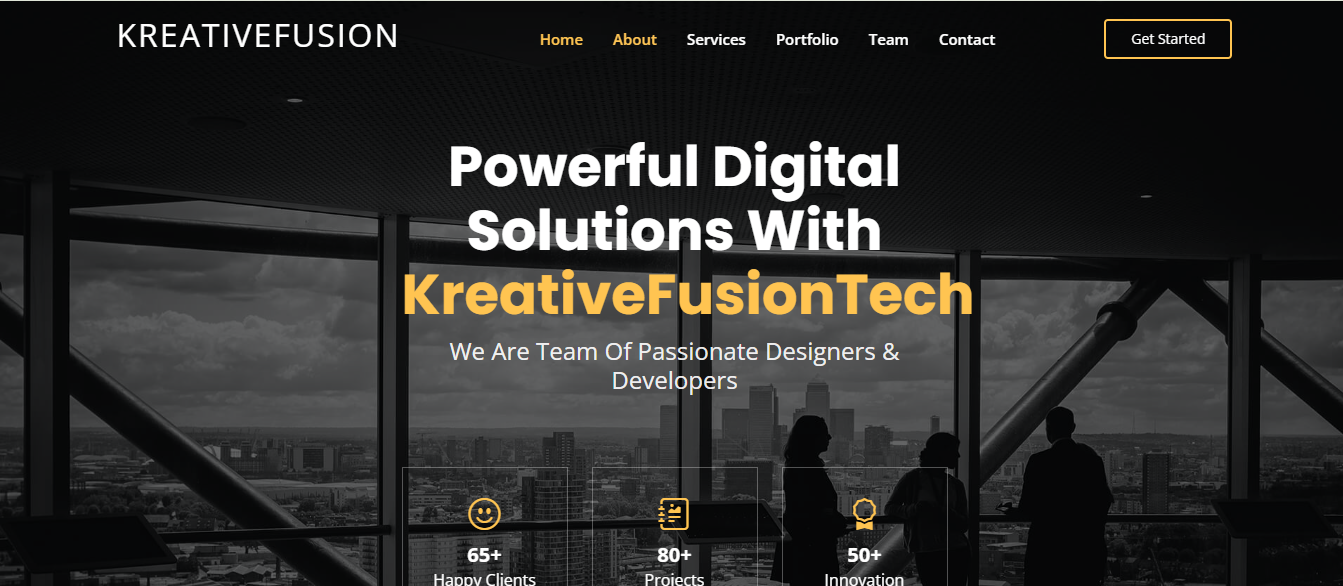 KREATIVEFUSION
Home About Services Portfolio Team Contact
Get Started
Powerful Digital
Solutions With
KreativeFusionTech
We Are Team Of Passionate Designers &
Developers
65+
Happy Clients
80+
Projects
50+
Innovation